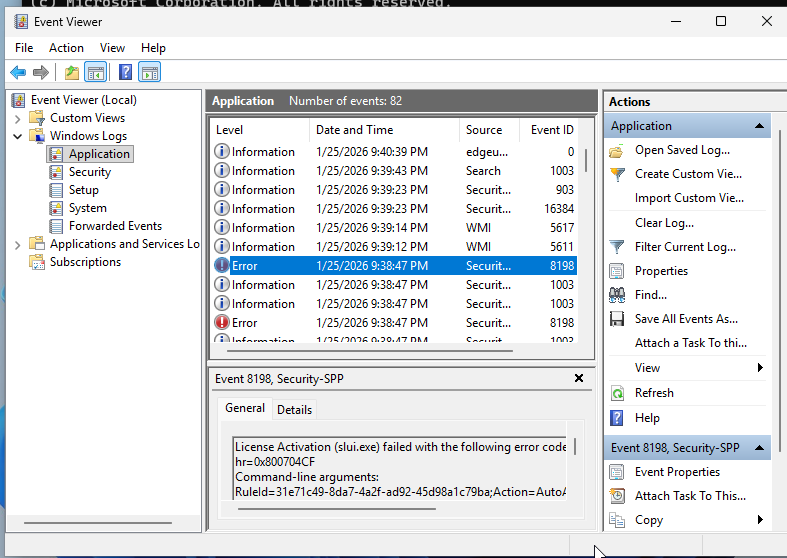 (c) Microsoft Corporation. All rights reserved.
Event Viewer
File Action View Help
Event Viewer (Local)
Custom Views
Windows Logs
Application
Security
Setup
System
Forwarded Events
Applications and Services Lo
Subscriptions
Application Number of events: 82
Level Date and Time Source Event ID
Information 1/25/2026 9:40:39 PM edgeu... 0
Information 1/25/2026 9:39:43 PM Search 1003
Information 1/25/2026 9:39:23 PM Securit... 903
Information 1/25/2026 9:39:23 PM Securit... 16384
Information 1/25/2026 9:39:14 PM WMI 5617
Information 1/25/2026 9:39:12 PM WMI 5611
Error 1/25/2026 9:38:47 PM Securit... 8198
Information 1/25/2026 9:38:47 PM Securit... 1003
Information 1/25/2026 9:38:47 PM Securit... 1003
Error 1/25/2026 9:38:47 PM Securit... 8198
Information 1/25/2026 9:38:47 PM Securit... 1003
Event 8198, Security-SPP
General Details
License Activation (slui.exe) failed with the following error code
hr=0x800704CF
Command-line arguments:
RuleId=31e71c49-8da7-4a2f-ad92-45d98a1c79ba;Action=AutoA
Actions
Application
Open Saved Log...
Create Custom Vie...
Import Custom Vie...
Clear Log...
Filter Current Log...
Properties
Find...
Save All Events As...
Attach a Task To thi...
View
Refresh
Help
Event 8198, Security-SPP
Event Properties
Attach Task To This...
Copy